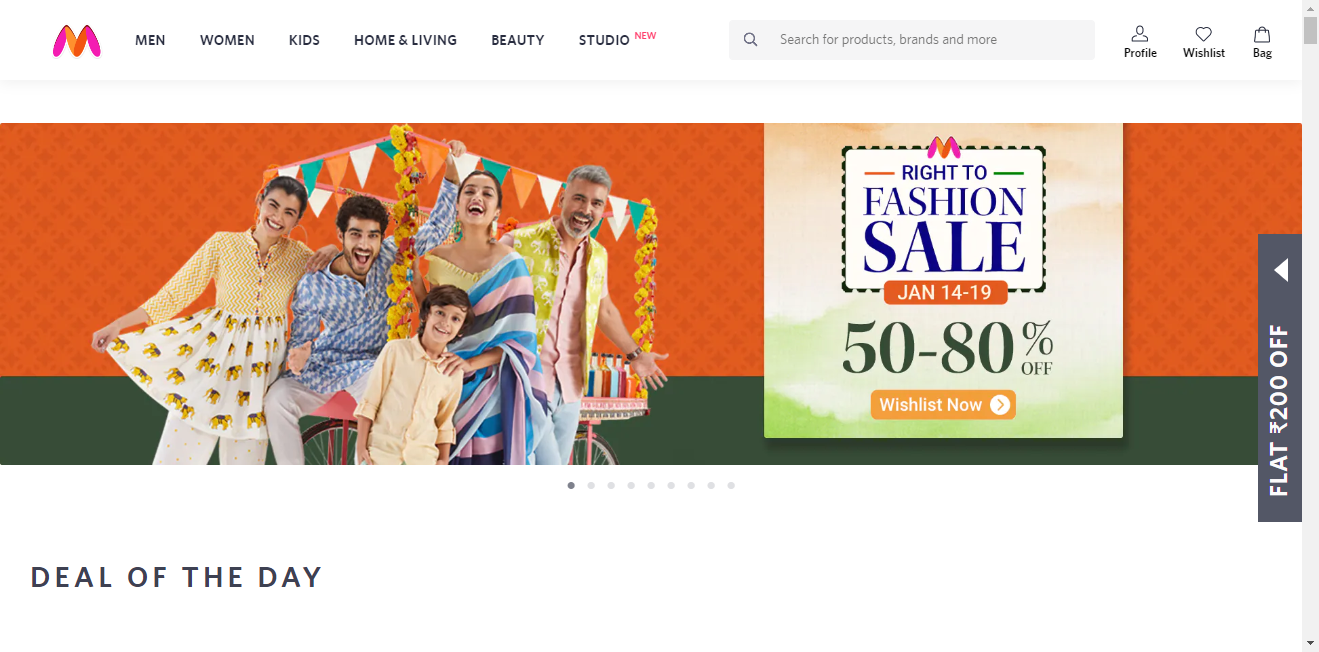 MEN WOMEN KIDS HOME & LIVING BEAUTY STUDIO NEW
Search for products, brands and more
Profile Wishlist Bag
RIGHT TO
FASHION
SALE
JAN 14-19
50-80%
OFF
Wishlist Now
FLAT ₹200 OFF
DEAL OF THE DAY